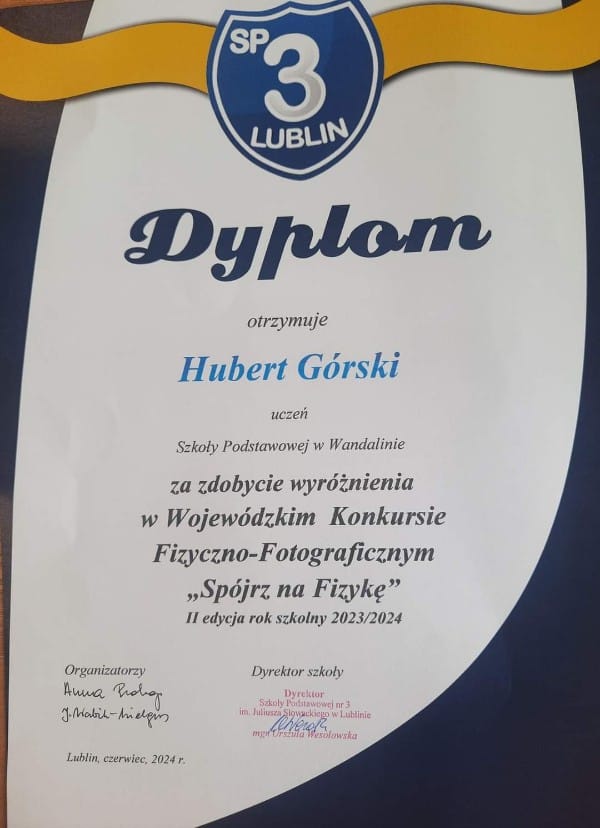 SP
3
LUBLIN
Dyplom
otrzymuje
Hubert Górski
uczeń
Szkoły Podstawowej w Wandalinie
za zdobycie wyróżnienia
w Wojewódzkim Konkursie
Fizyczno-Fotograficznym
„Spójrz na Fizykę”
II edycja rok szkolny 2023/2024
Organizatorzy
Dyrektor szkoły
Anna
Dyrektor
Szkoły Podstawowej nr 3
im. Juliusza Słowackiego w Lublinie
mgr Urszula Wesołowska
Lublin, czerwiec, 2024 r.